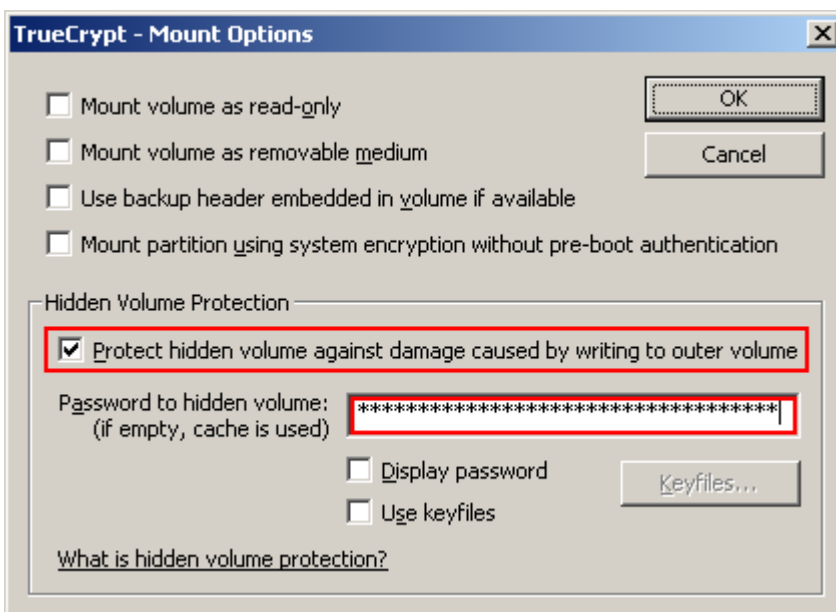 TrueCrypt - Mount Options
Mount volume as read-only
OK
Mount volume as removable medium
Cancel
Use backup header embedded in volume if available
Mount partition using system encryption without pre-boot authentication
Hidden Volume Protection
Protect hidden volume against damage caused by writing to outer volume
Password to hidden volume: ***********************************
(if empty, cache is used)
Display password
Keyfiles...
Use keyfiles
What is hidden volume protection?